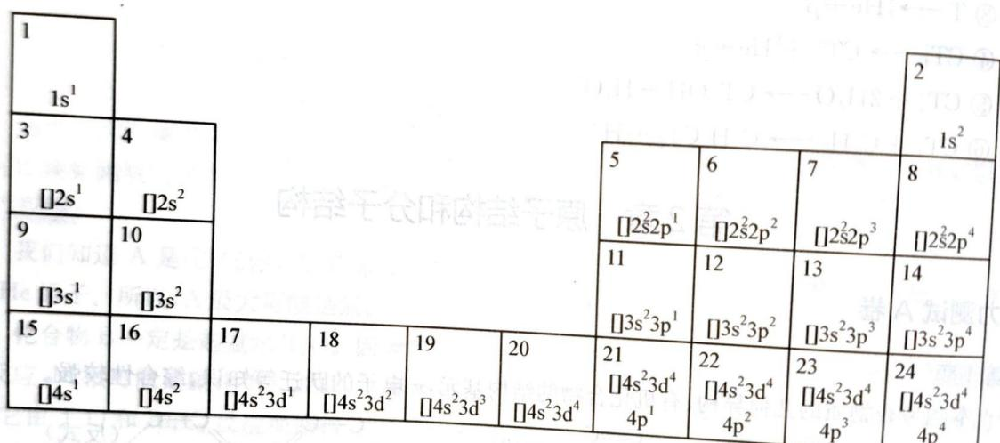 1
1s¹
2
1s²
3 4 5 6 7 8
[]2s¹ []2s² []2s²2p¹ []2s²2p² []2s²2p³ []2s²2p⁴
9 10 11 12 13 14
[]3s¹ []3s² []3s²3p¹ []3s²3p² []3s²3p³ []3s²3p⁴
15 16 17 18 19 20 21 22 23 24
[]4s¹ []4s² []4s²3d¹ []4s²3d² []4s²3d³ []4s²3d⁴ []4s²3d⁴ []4s²3d⁴ []4s²3d⁴ []4s²3d⁴
4p¹ 4p² 4p³ 4p⁴